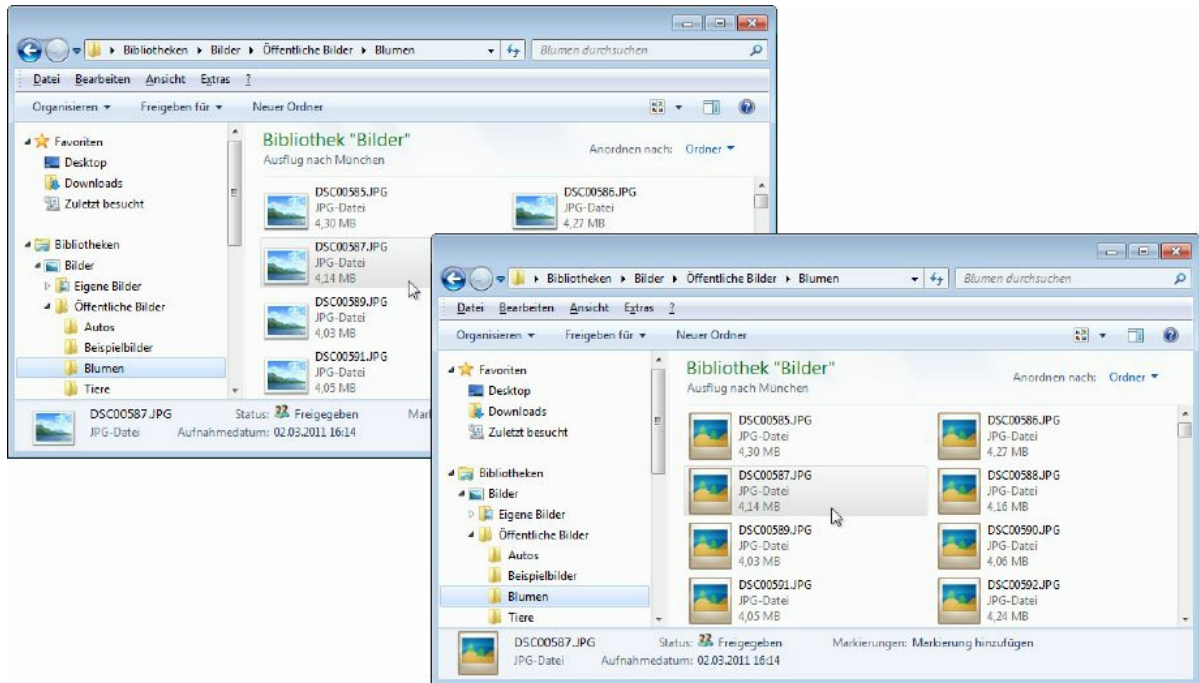 Bibliotheken Bilder Öffentliche Bilder Blumen
Blumen durchsuchen
Datei Bearbeiten Ansicht Extras ?
Organisieren Freigeben für Neuer Ordner
Favoriten
Desktop
Downloads
Zuletzt besucht
Bibliotheken
Bilder
Eigene Bilder
Öffentliche Bilder
Autos
Beispielbilder
Blumen
Tiere
Bibliothek "Bilder"
Ausflug nach München
Anordnen nach: Ordner
DSC00585.JPG
JPG-Datei
4,30 MB
DSC00586.JPG
JPG-Datei
4,27 MB
DSC00587.JPG
JPG-Datei
4,14 MB
DSC00589.JPG
JPG-Datei
4,03 MB
DSC00591.JPG
JPG-Datei
4,05 MB
DSC00587.JPG Status: Freigegeben Mark
JPG-Datei Aufnahmedatum: 02.03.2011 16:14
Bibliotheken Bilder Öffentliche Bilder Blumen
Blumen durchsuchen
Datei Bearbeiten Ansicht Extras ?
Organisieren Freigeben für Neuer Ordner
Favoriten
Desktop
Downloads
Zuletzt besucht
Bibliotheken
Bilder
Eigene Bilder
Öffentliche Bilder
Autos
Beispielbilder
Blumen
Tiere
Bibliothek "Bilder"
Ausflug nach München
Anordnen nach: Ordner
DSC00585.JPG
JPG-Datei
4,30 MB
DSC00586.JPG
JPG-Datei
4,27 MB
DSC00587.JPG
JPG-Datei
4,14 MB
DSC00588.JPG
JPG-Datei
4,16 MB
DSC00589.JPG
JPG-Datei
4,03 MB
DSC00590.JPG
JPG-Datei
4,06 MB
DSC00591.JPG
JPG-Datei
4,05 MB
DSC00592.JPG
JPG-Datei
4,24 MB
DSC00587.JPG Status: Freigegeben Markierungen: Markierung hinzufügen
JPG-Datei Aufnahmedatum: 02.03.2011 16:14